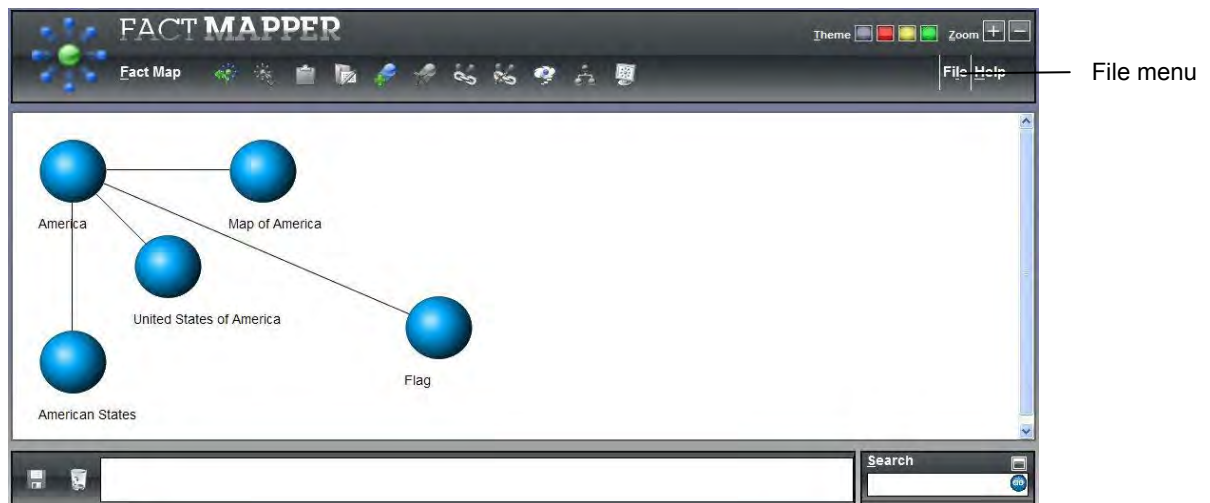 FACT MAPPER
Theme
Zoom + −
Fact Map
File Help
File menu
America
Map of America
United States of America
Flag
American States
Search
GO